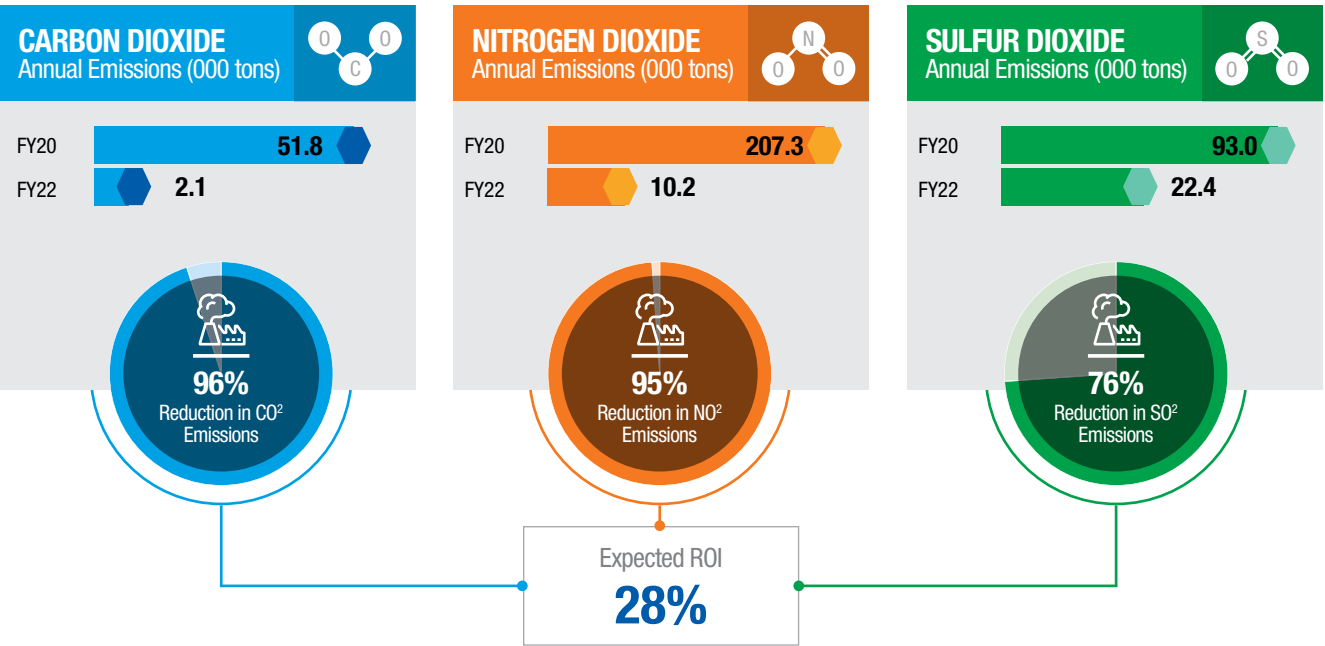 CARBON DIOXIDE
Annual Emissions (000 tons)
O O
C
FY20 51.8
FY22 2.1
96%
Reduction in CO²
Emissions
NITROGEN DIOXIDE
Annual Emissions (000 tons)
N
O O
FY20 207.3
FY22 10.2
95%
Reduction in NO²
Emissions
SULFUR DIOXIDE
Annual Emissions (000 tons)
S
O O
FY20 93.0
FY22 22.4
76%
Reduction in SO²
Emissions
Expected ROI
28%